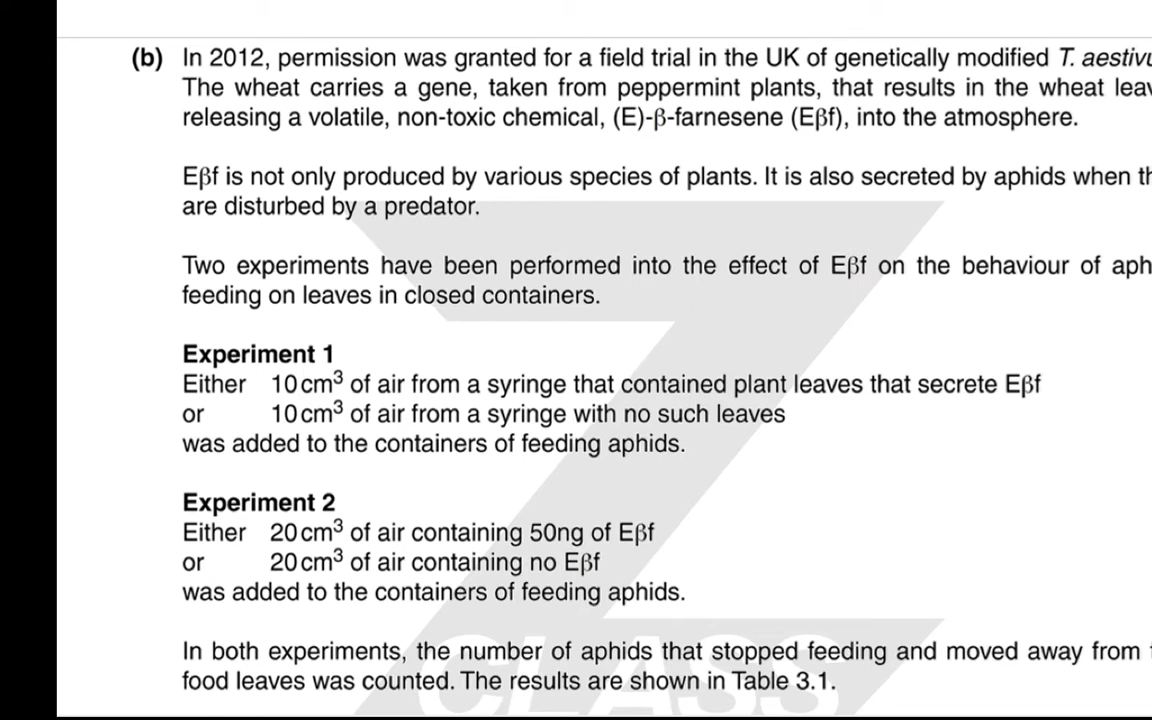 (b) In 2012, permission was granted for a field trial in the UK of genetically modified T.
The wheat carries a gene, taken from peppermint plants, that results in the wheat
releasing a volatile, non-toxic chemical, (E)-β-farnesene (Eβf), into the atmosphere.
Eβf is not only produced by various species of plants. It is also secreted by aphids when
are disturbed by a predator.
Two experiments have been performed into the effect of Eβf on the behaviour of
feeding on leaves in closed containers.
Experiment 1
Either 10 cm³ of air from a syringe that contained plant leaves that secrete Eβf
or 10 cm³ of air from a syringe with no such leaves
was added to the containers of feeding aphids.
Experiment 2
Either 20 cm³ of air containing 50ng of Eβf
or 20 cm³ of air containing no Eβf
was added to the containers of feeding aphids.
In both experiments, the number of aphids that stopped feeding and moved away from
food leaves was counted. The results are shown in Table 3.1.
CLASS